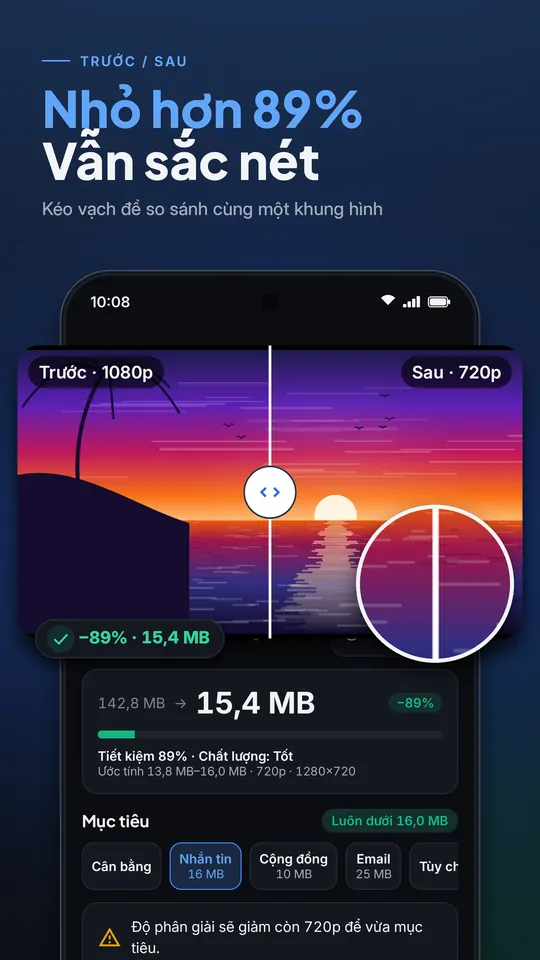 TRƯỚC / SAU
Nhỏ hơn 89%
Vẫn sắc nét
Kéo vạch để so sánh cùng một khung hình
10:08
Trước · 1080p
Sau · 720p
−89% · 15,4 MB
142,8 MB → 15,4 MB
−89%
Tiết kiệm 89% · Chất lượng: Tốt
Ước tính 13,8 MB–16,0 MB · 720p · 1280×720
Mục tiêu
Luôn dưới 16,0 MB
Cân bằng
Nhắn tin
16 MB
Cộng đồng
10 MB
Email
25 MB
Tùy ch
Độ phân giải sẽ giảm còn 720p để vừa mục
tiêu.